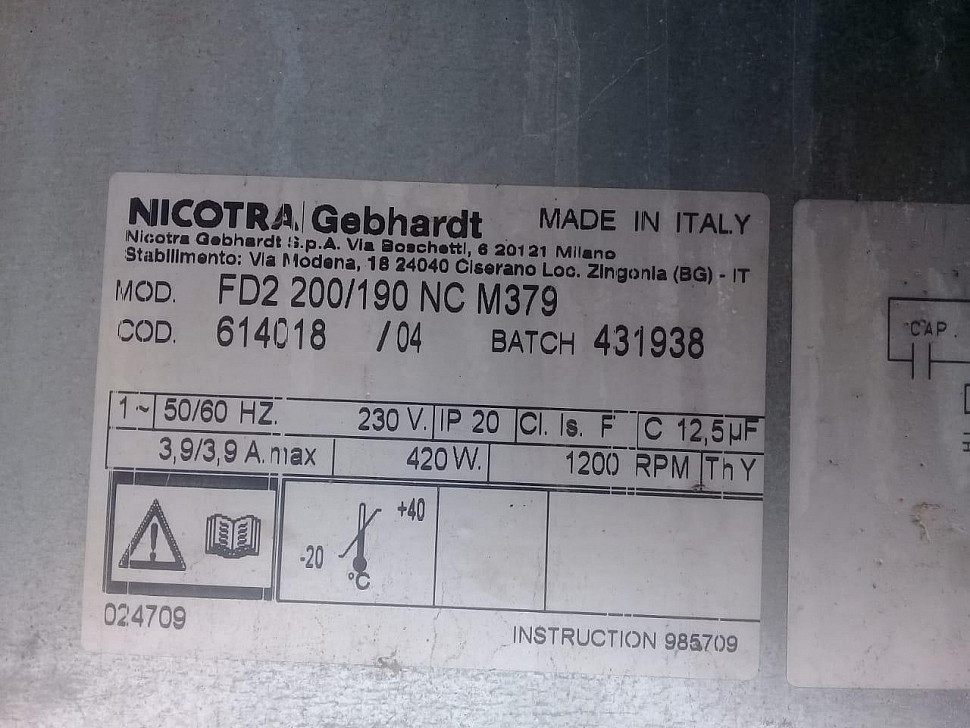 NICOTRA Gebhardt MADE IN ITALY
Nicotra Gebhardt S.p.A. Via Boschetti, 6 20121 Milano
Stabilimento: Via Modena, 18 24040 Ciserano Loc. Zingonia (BG) - IT
MOD. FD2 200/190 NC M379
COD. 614018 /04 BATCH 431938
1~ 50/60 HZ. 230 V. IP 20 Cl. Is. F C 12,5µF
3,9/3,9 A.max 420W. 1200 RPM Th Y
-20 +40
°C
024709
INSTRUCTION 985709
CAP.